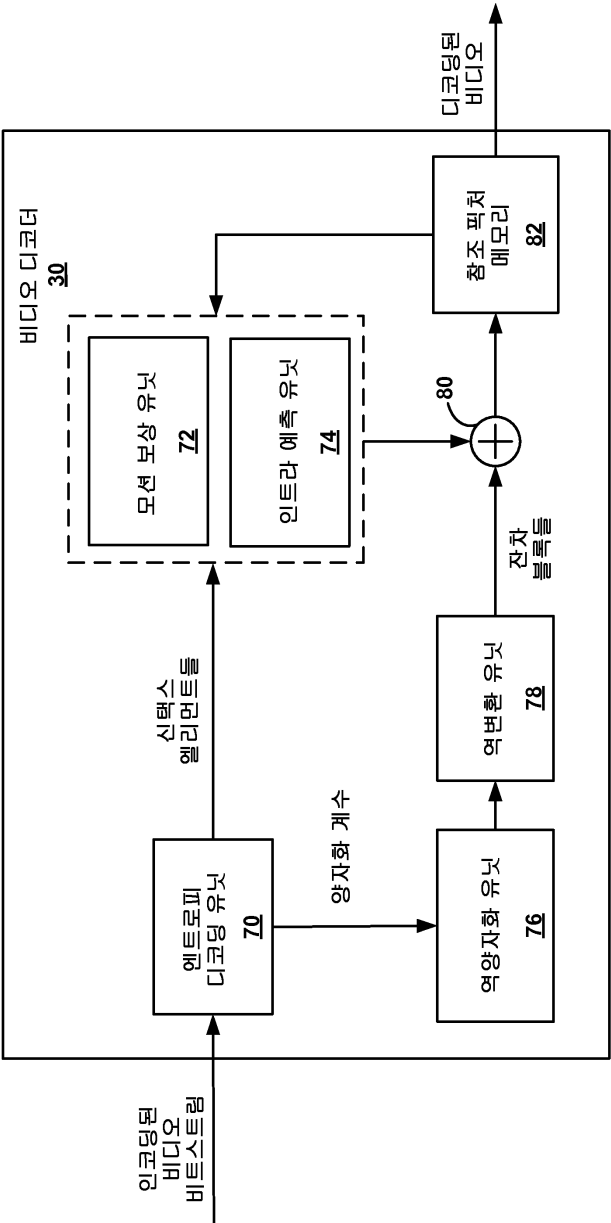 비디오 디코더
30
인코딩된
비디오
비트스트림
엔트로피
디코딩 유닛
70
신택스
엘리먼트들
모션 보상 유닛
72
인트라 예측 유닛
74
양자화 계수
역양자화 유닛
76
역변환 유닛
78
잔차
블록들
80
참조 픽처
메모리
82
디코딩된
비디오